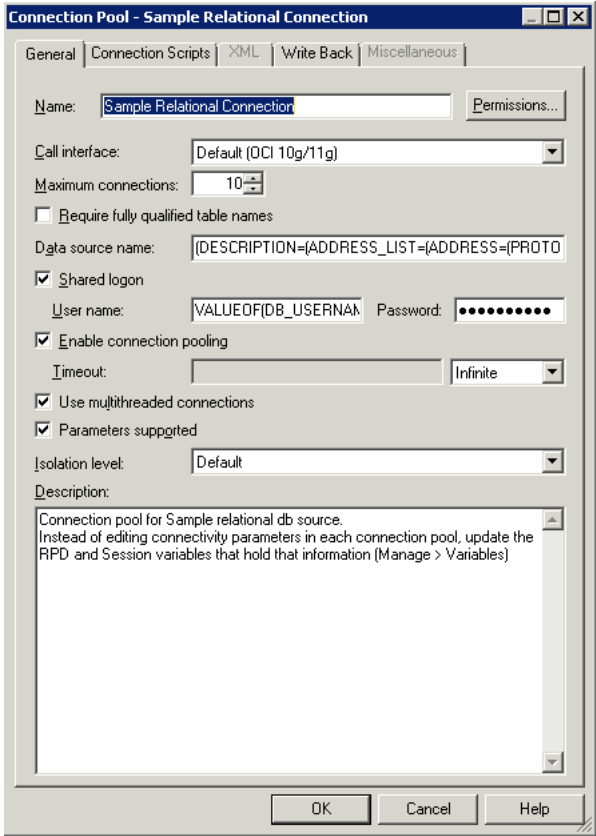 Connection Pool - Sample Relational Connection
General Connection Scripts XML Write Back Miscellaneous
Name: Sample Relational Connection Permissions...
Call interface: Default (OCI 10g/11g)
Maximum connections: 10
Require fully qualified table names
Data source name: (DESCRIPTION=(ADDRESS_LIST=(ADDRESS=(PROTO
Shared logon
User name: VALUEOF(DB_USERNAM Password: ●●●●●●●●●●
Enable connection pooling
Timeout: Infinite
Use multithreaded connections
Parameters supported
Isolation level: Default
Description:
Connection pool for Sample relational db source.
Instead of editing connectivity parameters in each connection pool, update the
RPD and Session variables that hold that information (Manage > Variables)
OK Cancel Help